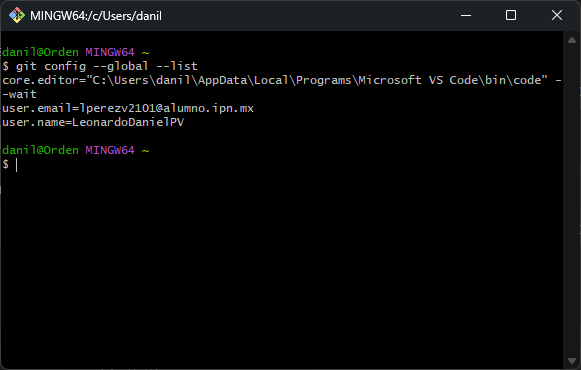 MINGW64:/c/Users/danil
danil@Orden MINGW64 ~
$ git config --global --list
core.editor="C:\Users\danil\AppData\Local\Programs\Microsoft VS Code\bin\code" -
-wait
user.email=lperezv2101@alumno.ipn.mx
user.name=LeonardoDanielPV
danil@Orden MINGW64 ~
$